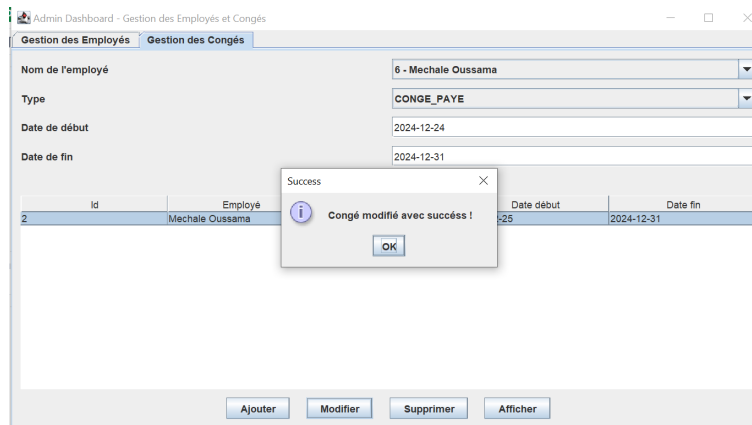 Admin Dashboard - Gestion des Employés et Congés
Gestion des Employés Gestion des Congés
Nom de l'employé 6 - Mechale Oussama
Type CONGE_PAYE
Date de début 2024-12-24
Date de fin 2024-12-31
Success
Id Employé Date début Date fin
2 Mechale Oussama -25 2024-12-31
Congé modifié avec succéss !
OK
Ajouter Modifier Supprimer Afficher